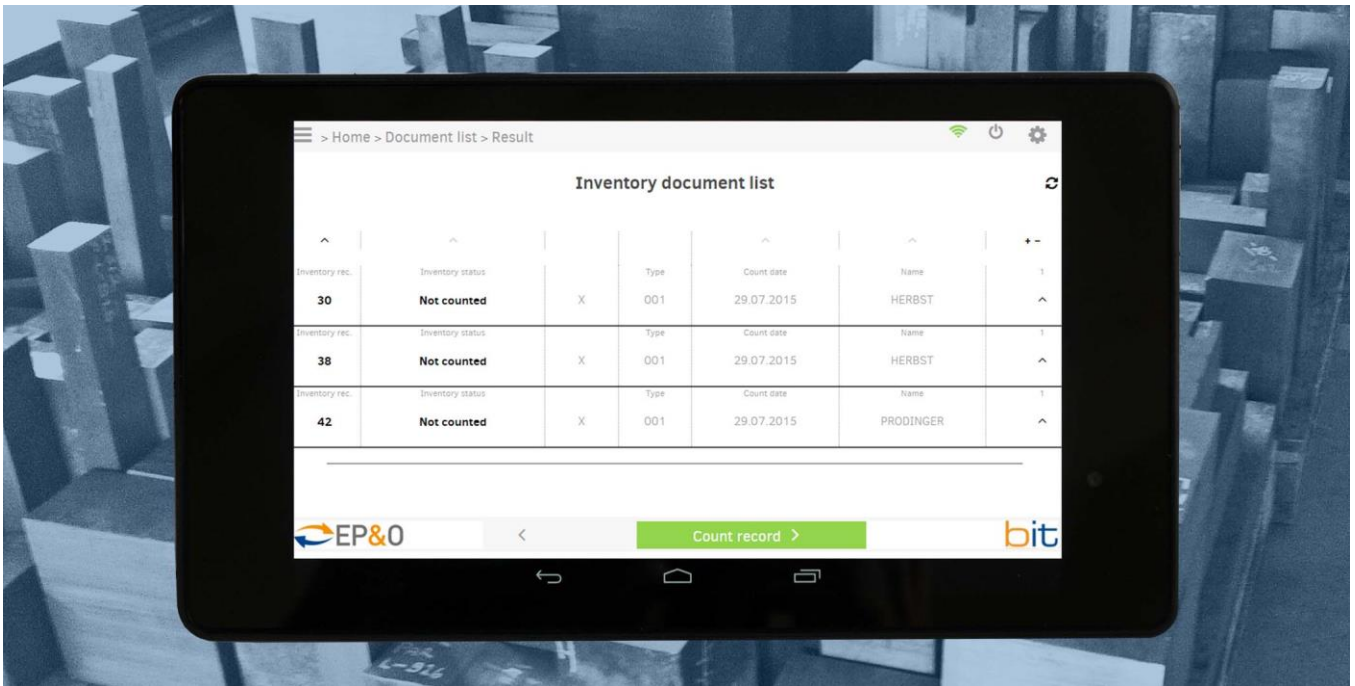 > Home > Document list > Result
Inventory document list
+ -
Inventory rec. Inventory status Type Count date Name 1
30 Not counted X 001 29.07.2015 HERBST
Inventory rec. Inventory status Type Count date Name 1
38 Not counted X 001 29.07.2015 HERBST
Inventory rec. Inventory status Type Count date Name 1
42 Not counted X 001 29.07.2015 PRODINGER
EP&O < Count record > bit
L-926